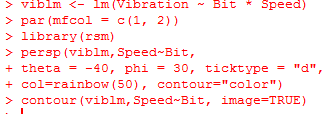 > viblm <- lm(Vibration ~ Bit * Speed)
> par(mfcol = c(1, 2))
> library(rsm)
> persp(viblm,Speed~Bit,
+ theta = -40, phi = 30, ticktype = "d",
+ col=rainbow(50), contour="color")
> contour(viblm,Speed~Bit, image=TRUE)